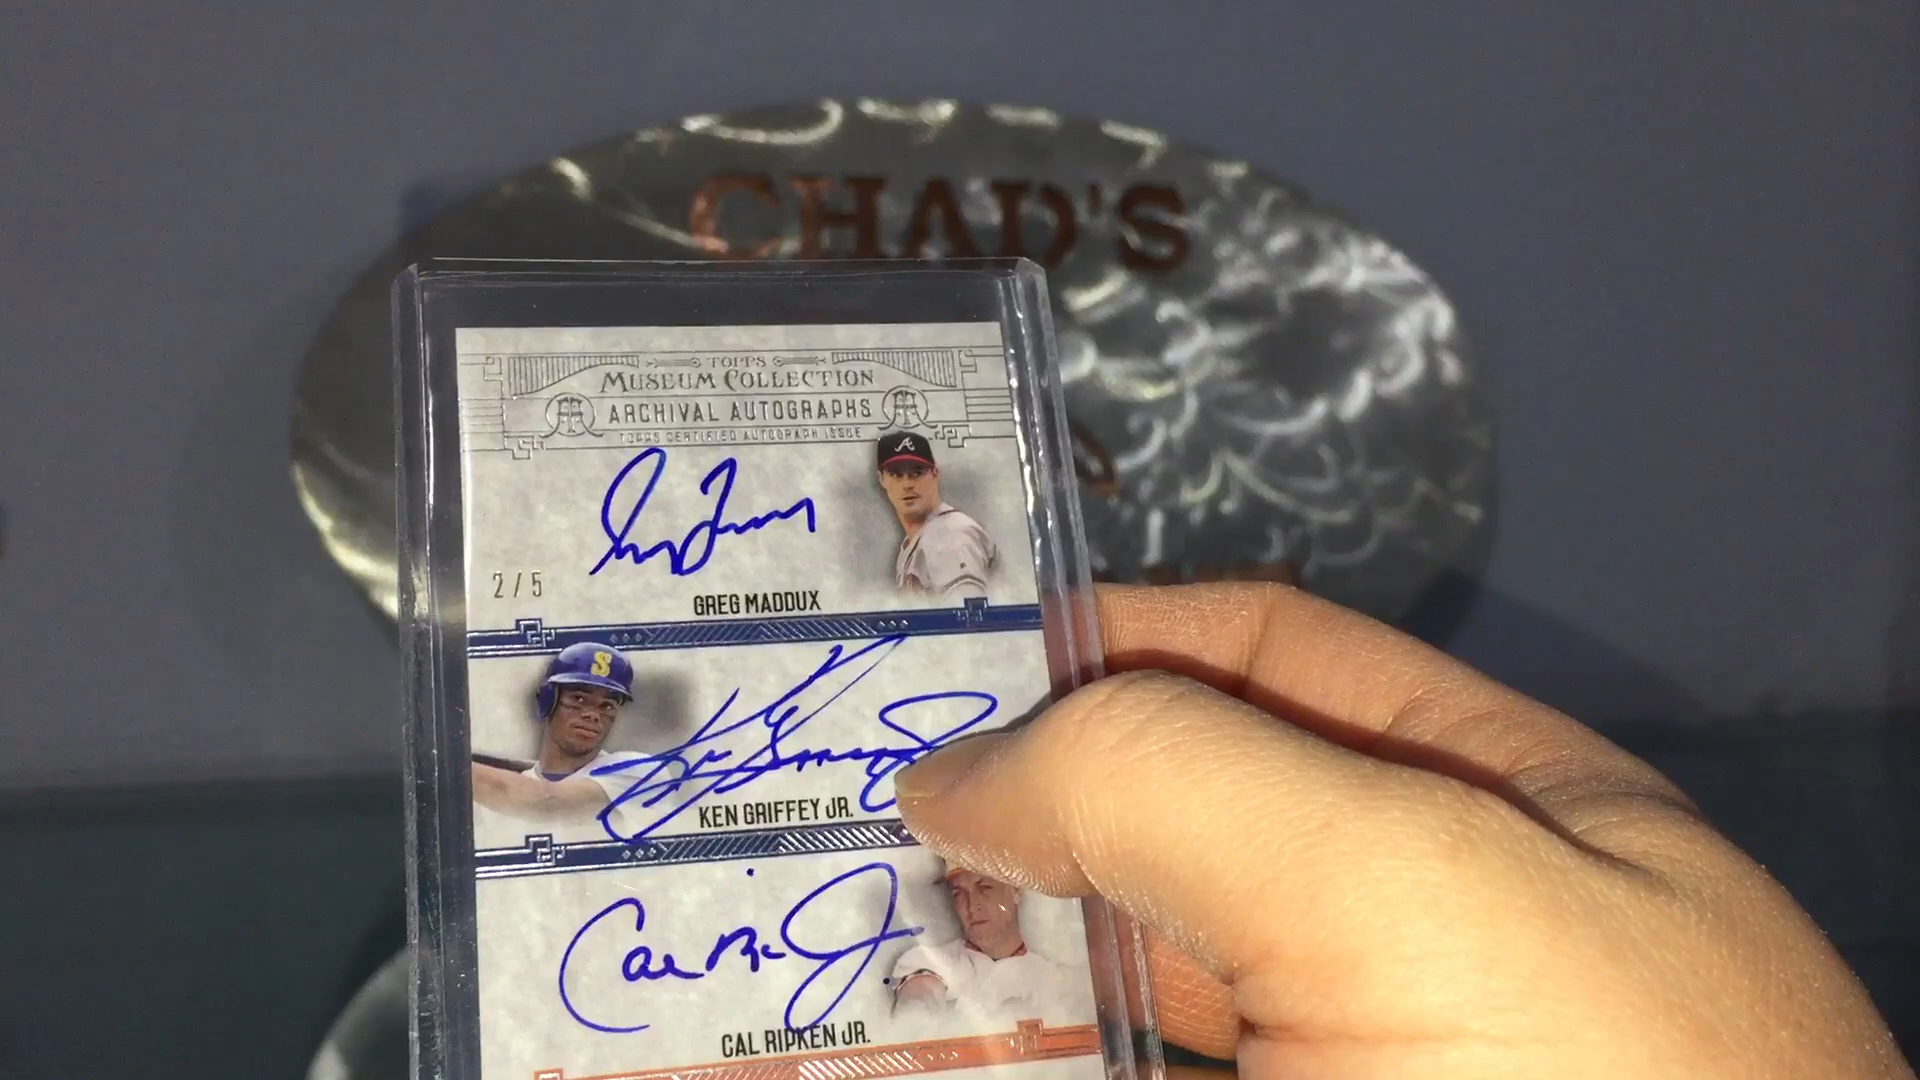 CHAD'S
TOPPS
MUSEUM COLLECTION
ARCHIVAL AUTOGRAPHS
TOPPS CERTIFIED AUTOGRAPH ISSUE
A
2/5
GREG MADDUX
S
KEN GRIFFEY JR.
CAL RIPKEN JR.